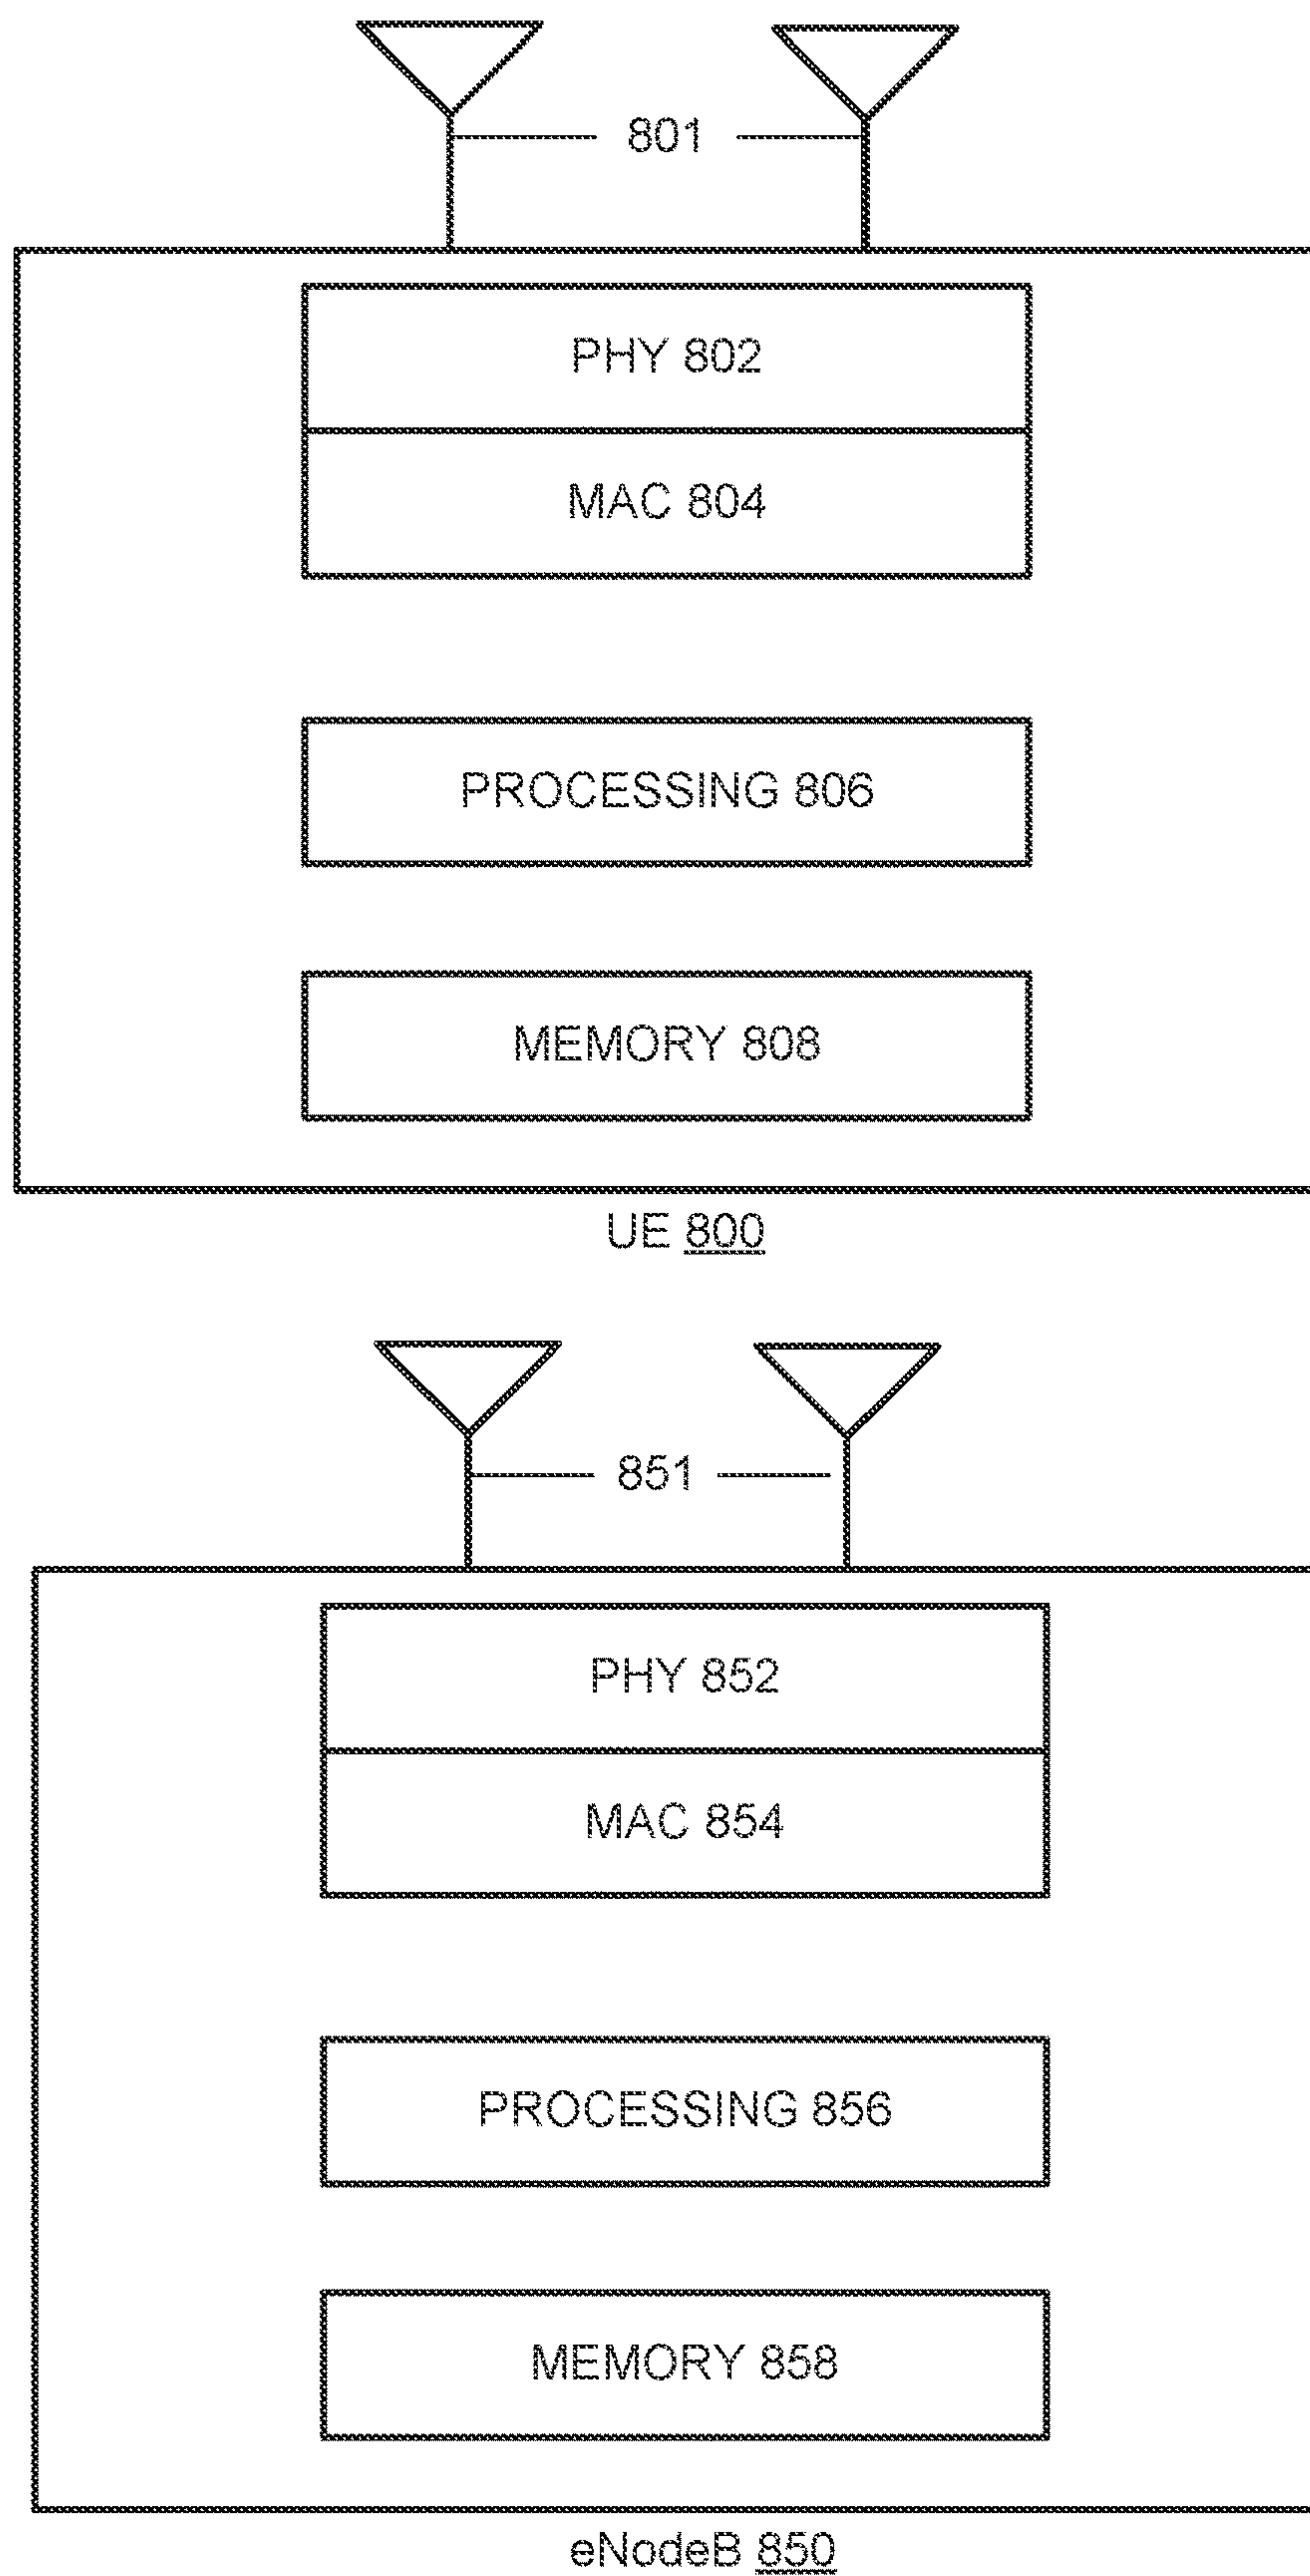 801
PHY 802
MAC 804
PROCESSING 806
MEMORY 808
UE 800
851
PHY 852
MAC 854
PROCESSING 856
MEMORY 858
eNodeB 850